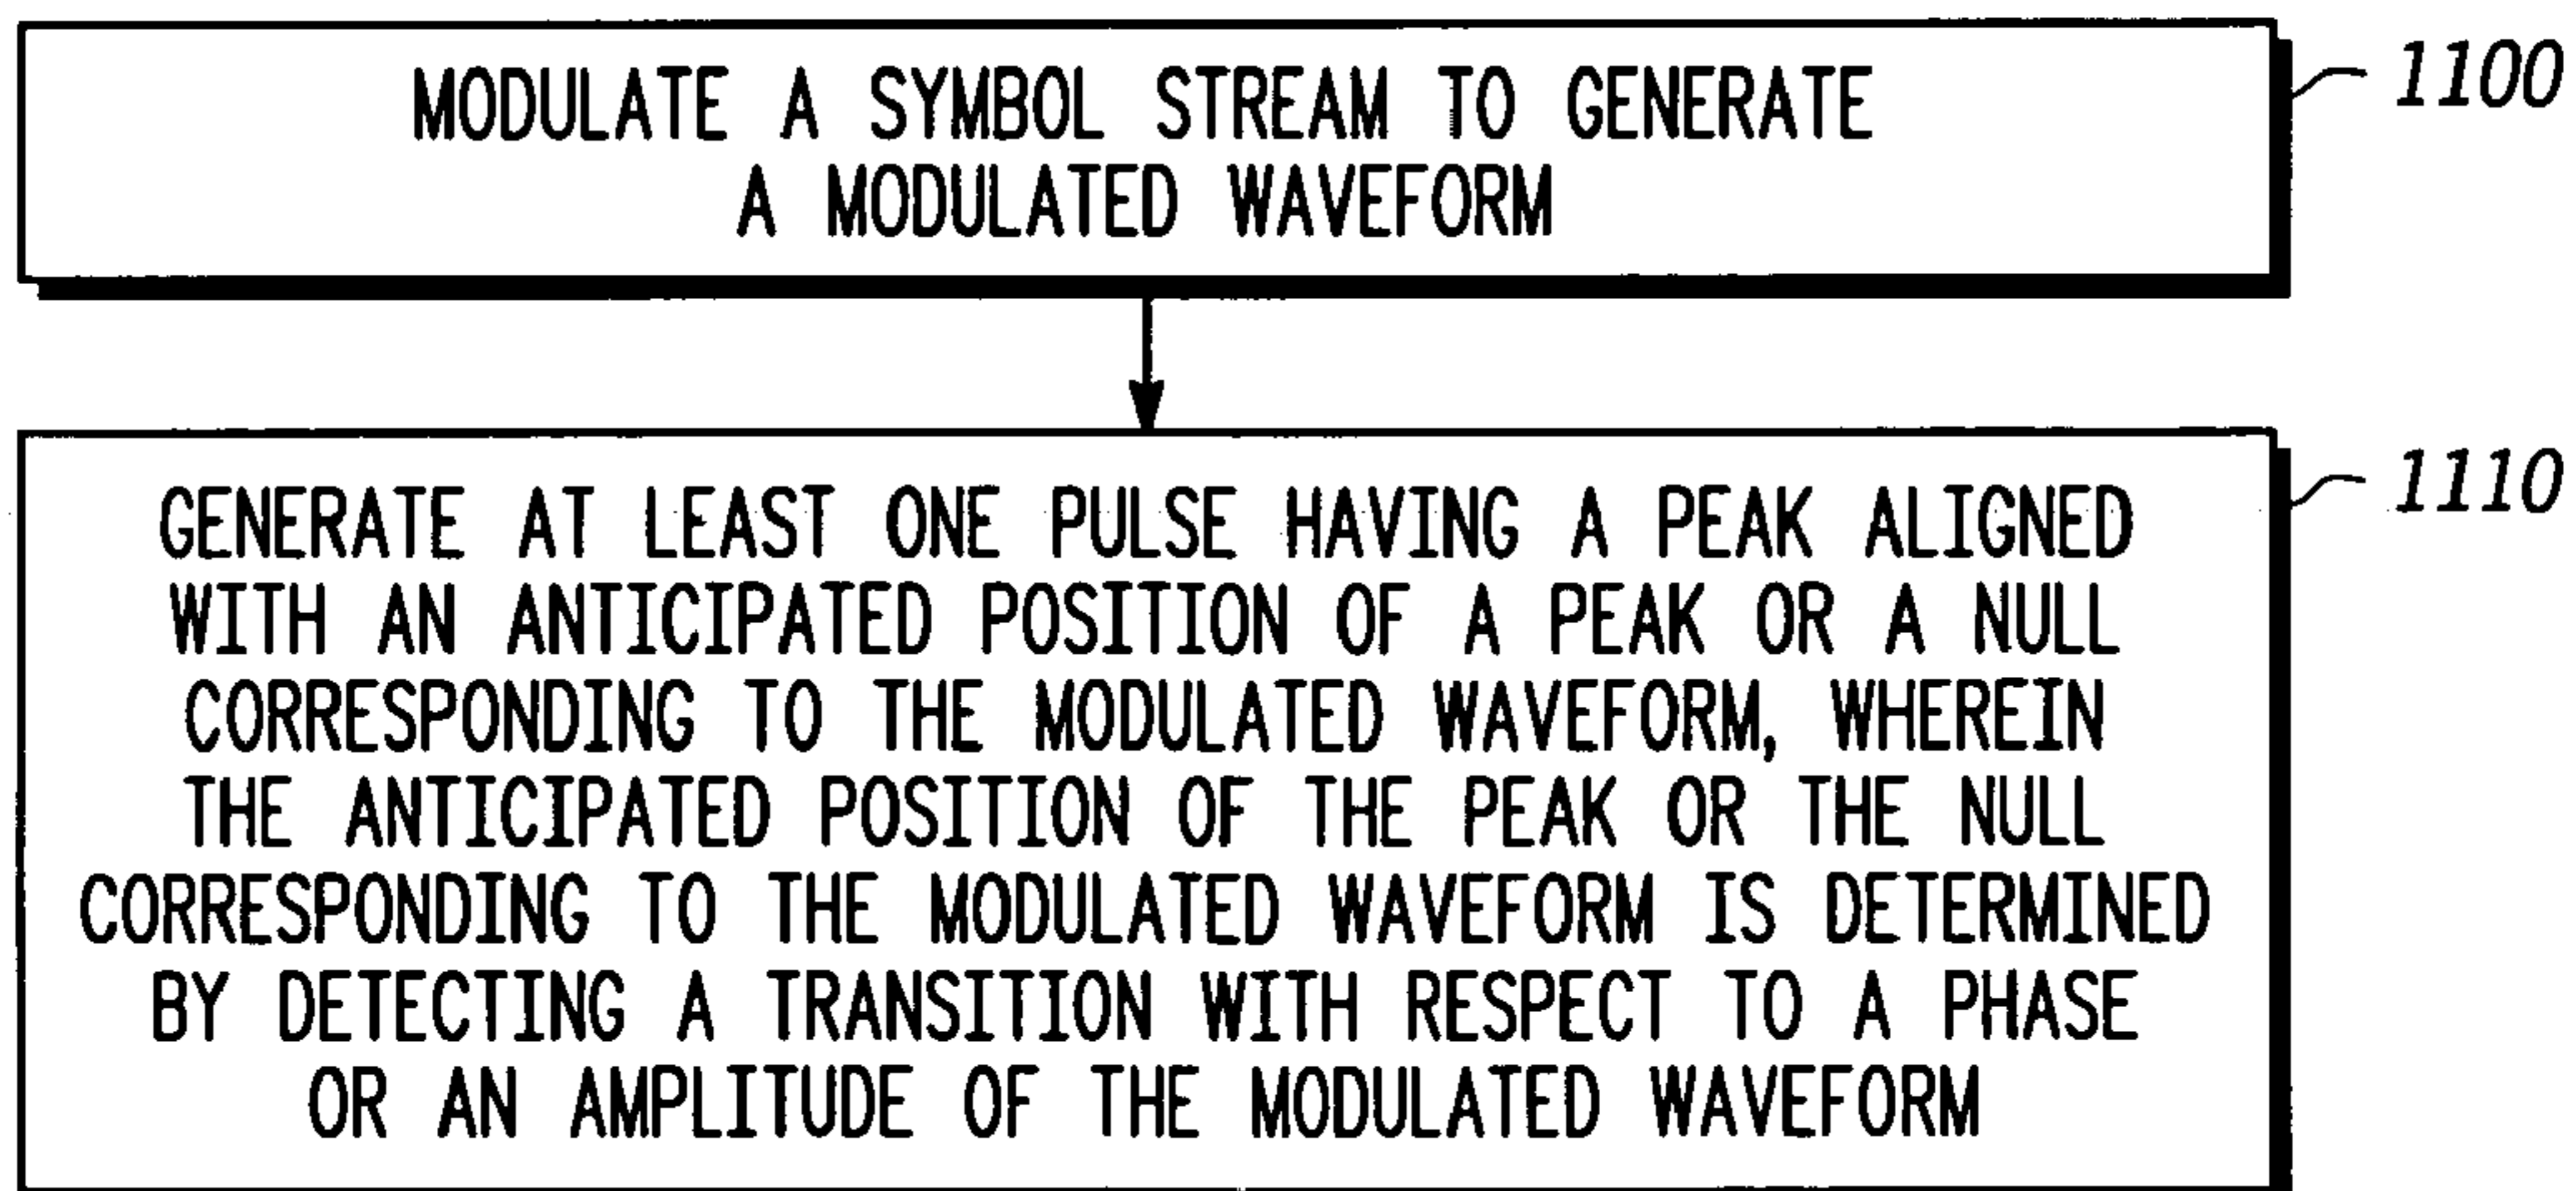 MODULATE A SYMBOL STREAM TO GENERATE
A MODULATED WAVEFORM
1100
GENERATE AT LEAST ONE PULSE HAVING A PEAK ALIGNED
WITH AN ANTICIPATED POSITION OF A PEAK OR A NULL
CORRESPONDING TO THE MODULATED WAVEFORM, WHEREIN
THE ANTICIPATED POSITION OF THE PEAK OR THE NULL
CORRESPONDING TO THE MODULATED WAVEFORM IS DETERMINED
BY DETECTING A TRANSITION WITH RESPECT TO A PHASE
OR AN AMPLITUDE OF THE MODULATED WAVEFORM
1110